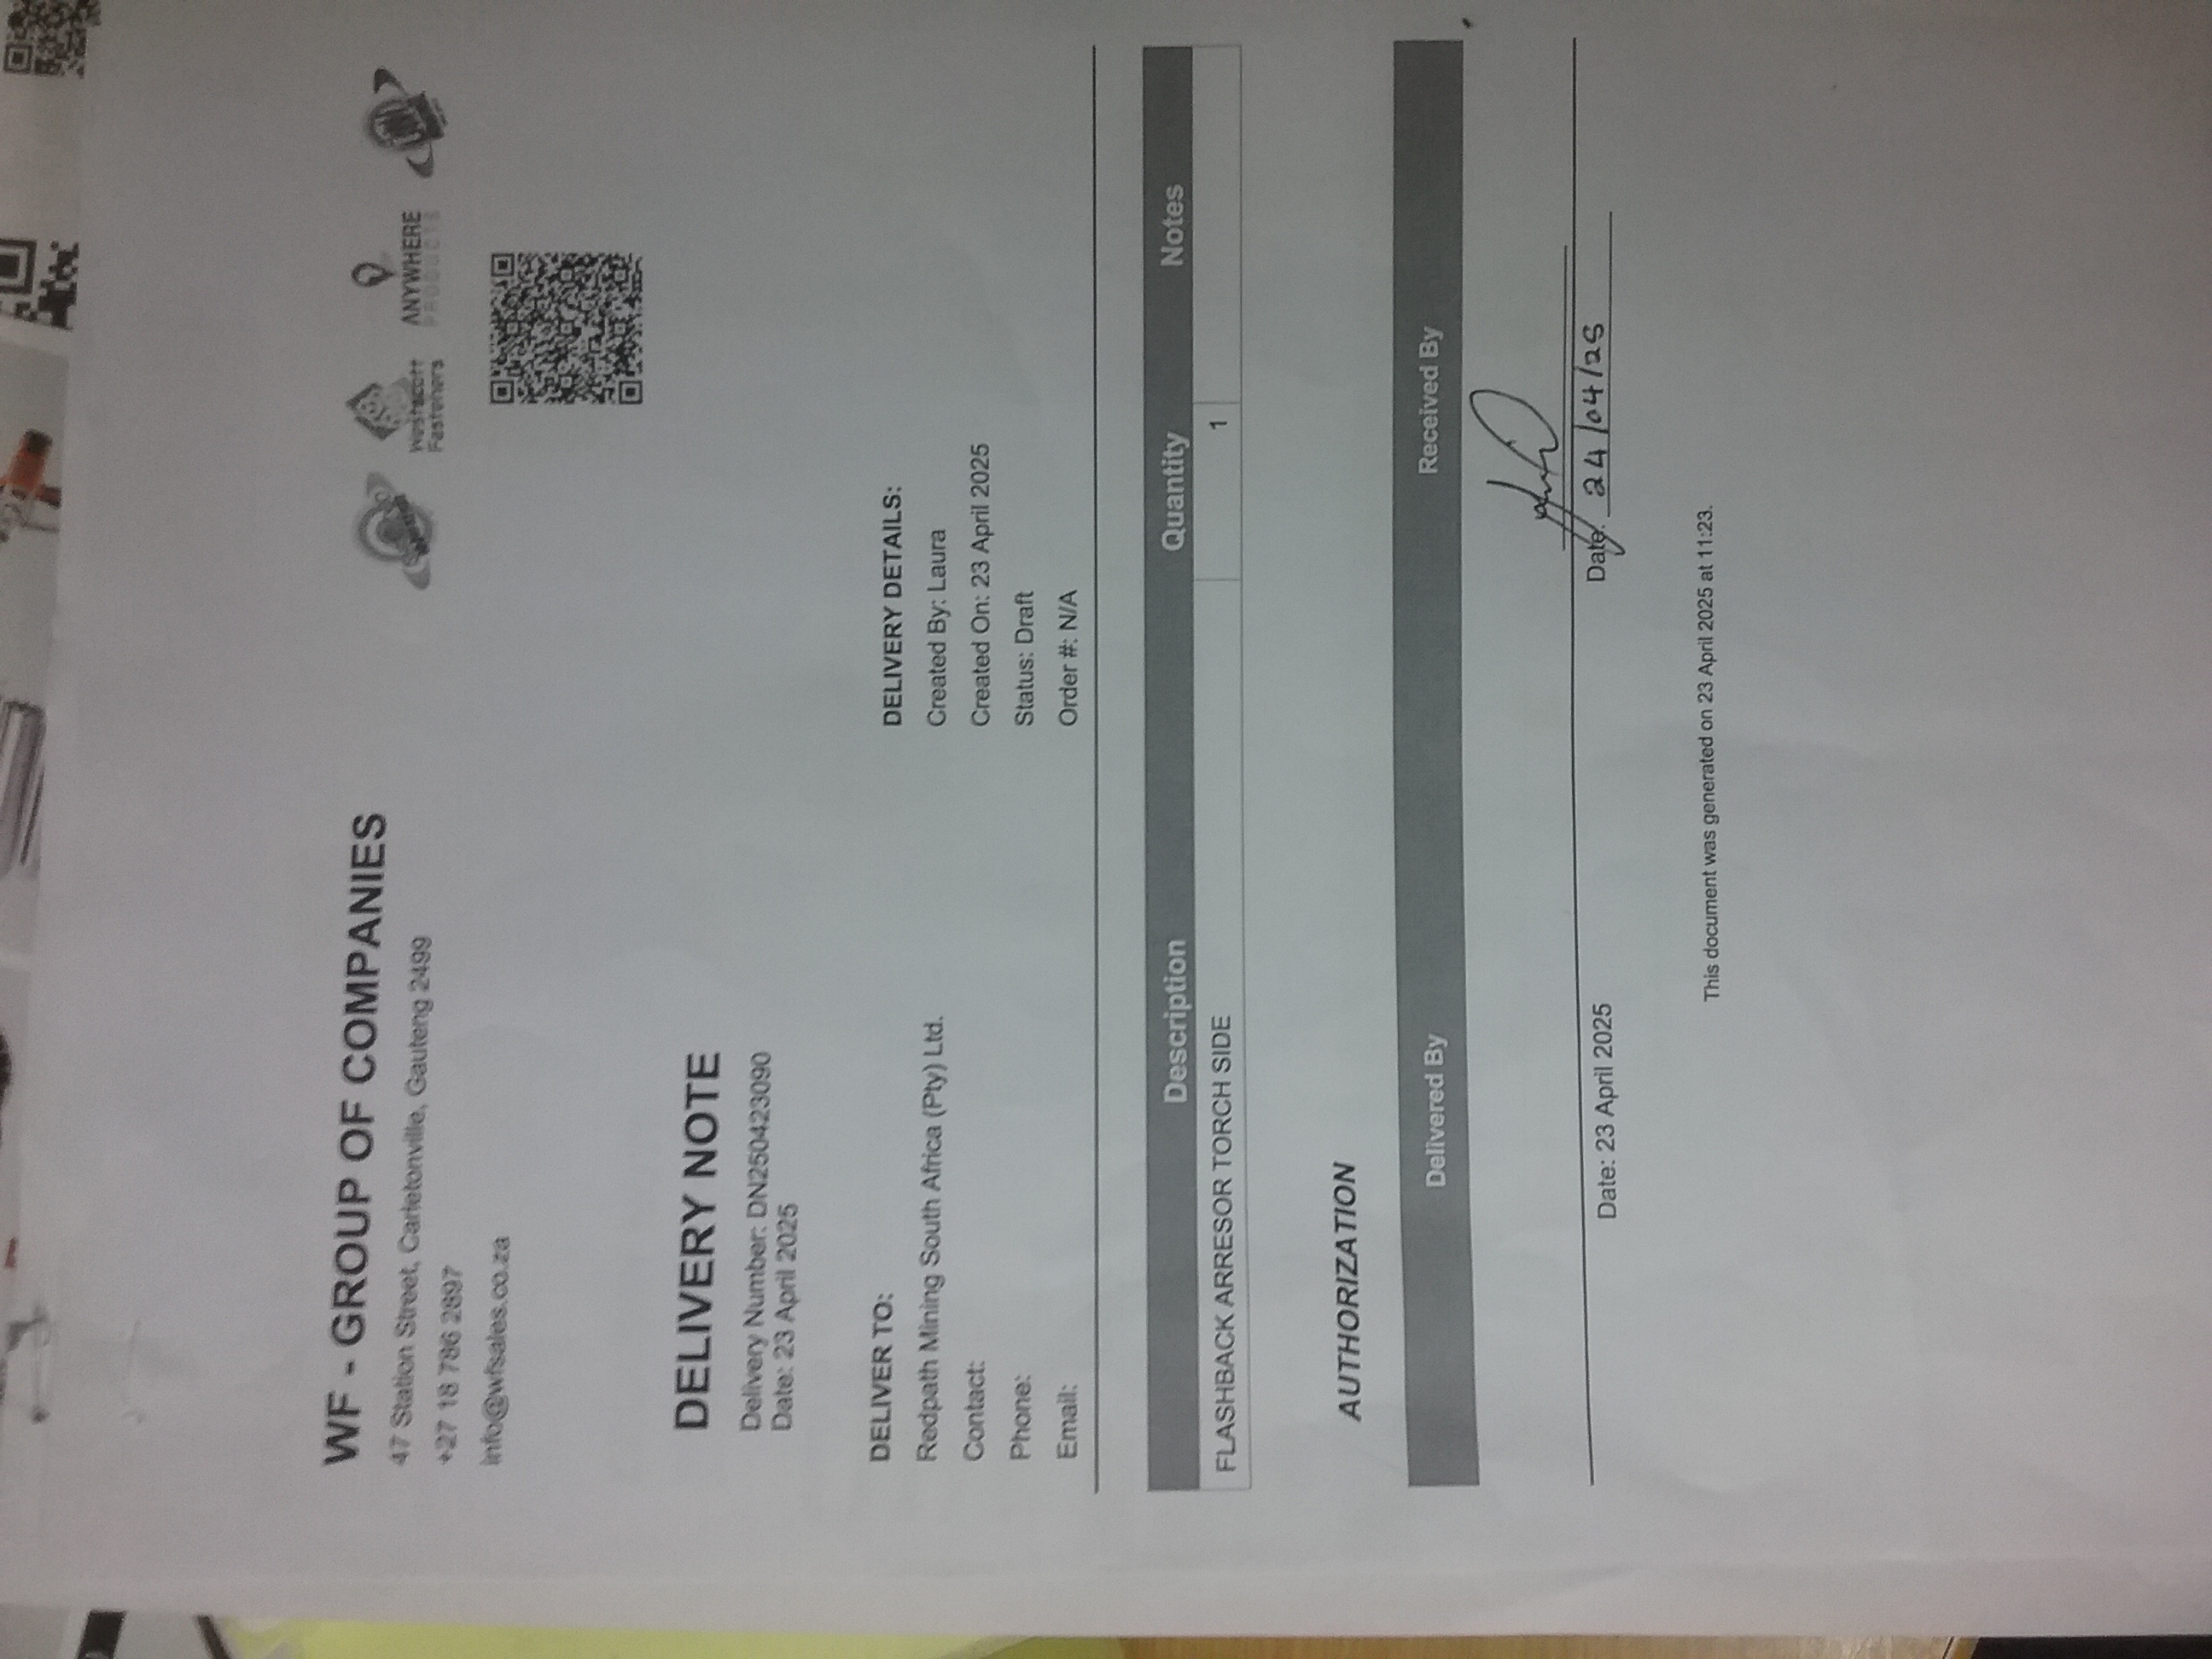 WF - GROUP OF COMPANIES
47 Station Street, Carletonville, Gauteng 2499
+27 18 786 2897
info@wfsales.co.za
Westacott
Fasteners
ANYWHERE
PRODUCTS
DELIVERY NOTE
Delivery Number: DN250423090
Date: 23 April 2025
DELIVER TO:
Redpath Mining South Africa (Pty) Ltd.
Contact:
Phone:
Email:
DELIVERY DETAILS:
Created By: Laura
Created On: 23 April 2025
Status: Draft
Order #: N/A
Description Quantity Notes
FLASHBACK ARRESOR TORCH SIDE 1
AUTHORIZATION
Delivered By Received By
Date: 23 April 2025 Date: 24/04/25
This document was generated on 23 April 2025 at 11:23.